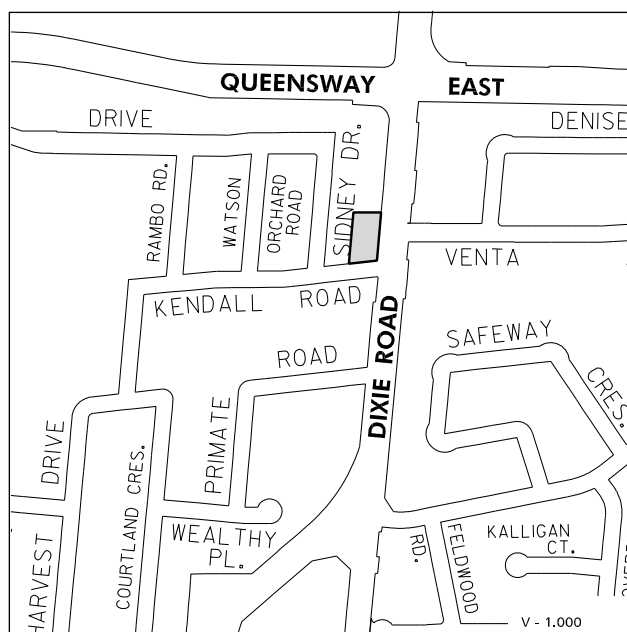 QUEENSWAY EAST
DRIVE
DENISE
SIDNEY DR.
RAMBO RD.
WATSON
ORCHARD
ROAD
VENTA
KENDALL ROAD
DIXIE ROAD
SAFEWAY
CRES.
ROAD
PRIMATE
DRIVE
COURTLAND CRES.
WEALTHY
PL.
HARVEST
RD.
FELDWOOD
KALLIGAN
CT.
V - 1,000